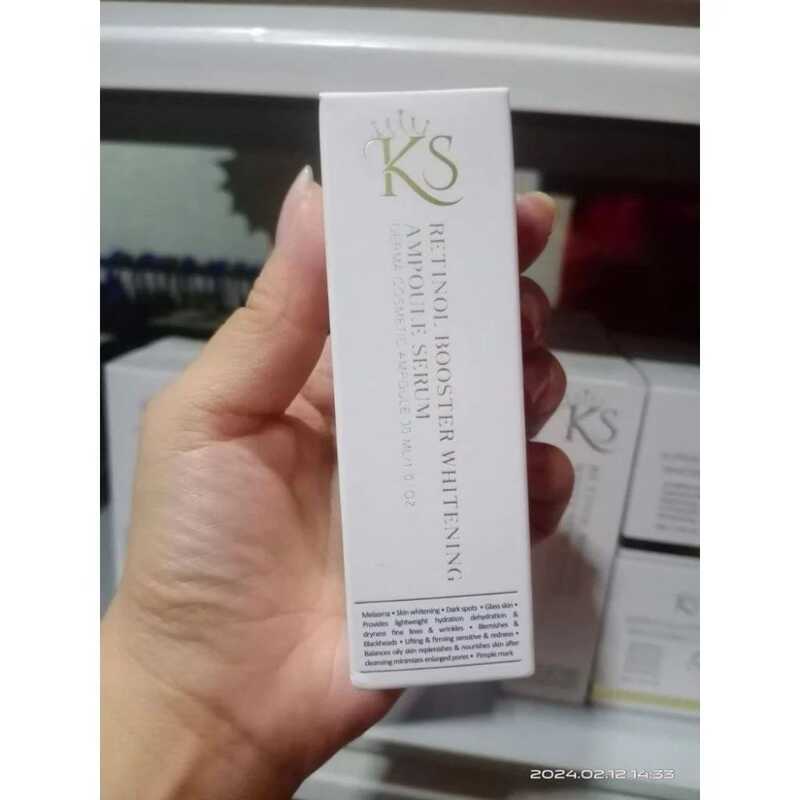 KS
RETINOL BOOSTER WHITENING
AMPOULE SERUM
DERMA COSMETIC AMPOULE 30 ML/1.0 OZ
Melasma • Skin whitening • Dark spots • Glass skin •
Provides lightweight hydration dehydration &
dryness fine lines & wrinkles • Blemishes &
Blackheads • Lifting & firming sensitive & redness •
Balances oily skin replenishes & nourishes skin after
cleansing minimizes enlarged pores • Pimple mark
KS
KS
2024.02.12 14:33